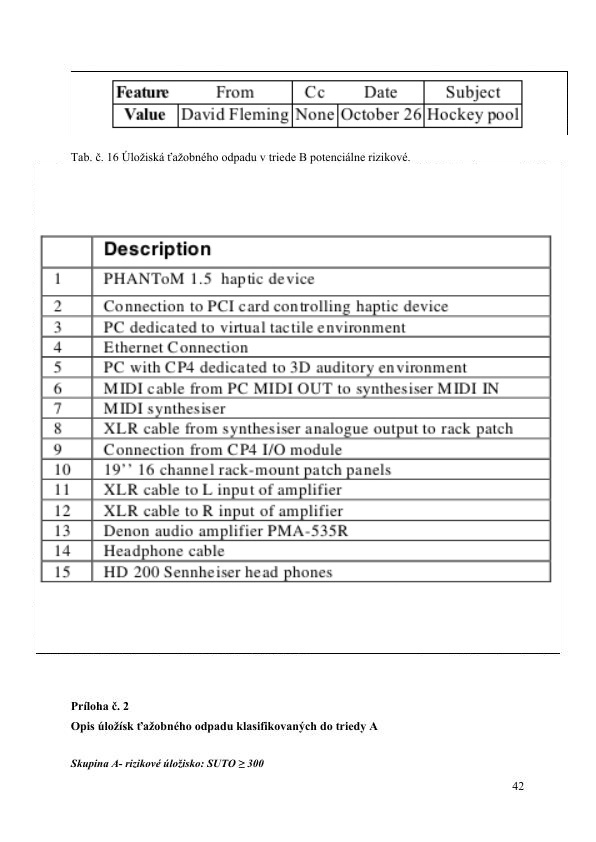 Feature From Cc Date Subject
Value David Fleming None October 26 Hockey pool
Tab. č. 16 Úložiská ťažobného odpadu v triede B potenciálne rizikové.
Description
1 PHANToM 1.5 haptic device
2 Connection to PCI card controlling haptic device
3 PC dedicated to virtual tactile environment
4 Ethernet Connection
5 PC with CP4 dedicated to 3D auditory environment
6 MIDI cable from PC MIDI OUT to synthesiser MIDI IN
7 MIDI synthesiser
8 XLR cable from synthesiser analogue output to rack patch
9 Connection from CP4 I/O module
10 19’’ 16 channel rack-mount patch panels
11 XLR cable to L input of amplifier
12 XLR cable to R input of amplifier
13 Denon audio amplifier PMA-535R
14 Headphone cable
15 HD 200 Sennheiser head phones
Príloha č. 2
Opis úložísk ťažobného odpadu klasifikovaných do triedy A
Skupina A- rizikové úložisko: SUTO ≥ 300
42